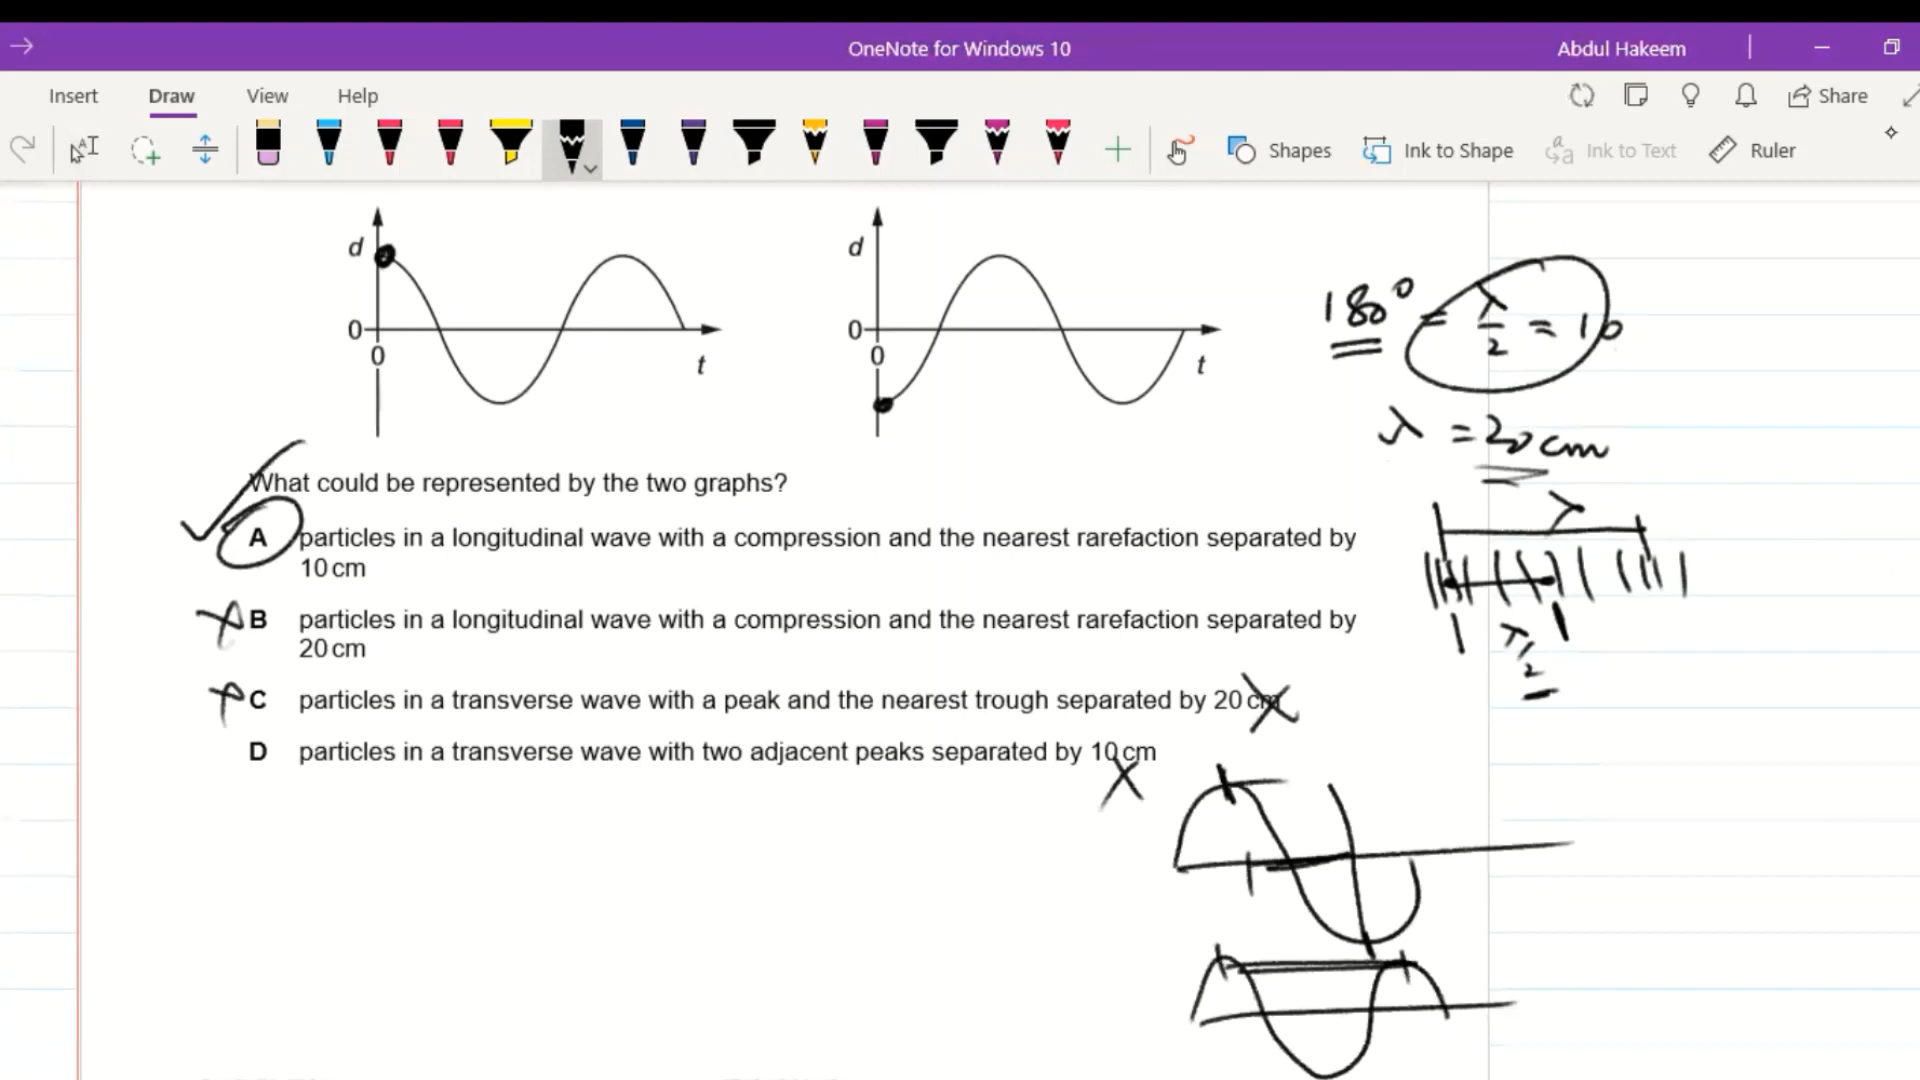 OneNote for Windows 10
Abdul Hakeem
Insert Draw View Help
Share
Shapes
Ink to Shape
Ink to Text
Ruler
d
0
0
t
d
0
0
t
180° = λ/2 = 10
λ = 20 cm
What could be represented by the two graphs?
A particles in a longitudinal wave with a compression and the nearest rarefaction separated by
10 cm
B particles in a longitudinal wave with a compression and the nearest rarefaction separated by
20 cm
C particles in a transverse wave with a peak and the nearest trough separated by 20 cm
D particles in a transverse wave with two adjacent peaks separated by 10 cm
λ
λ/2